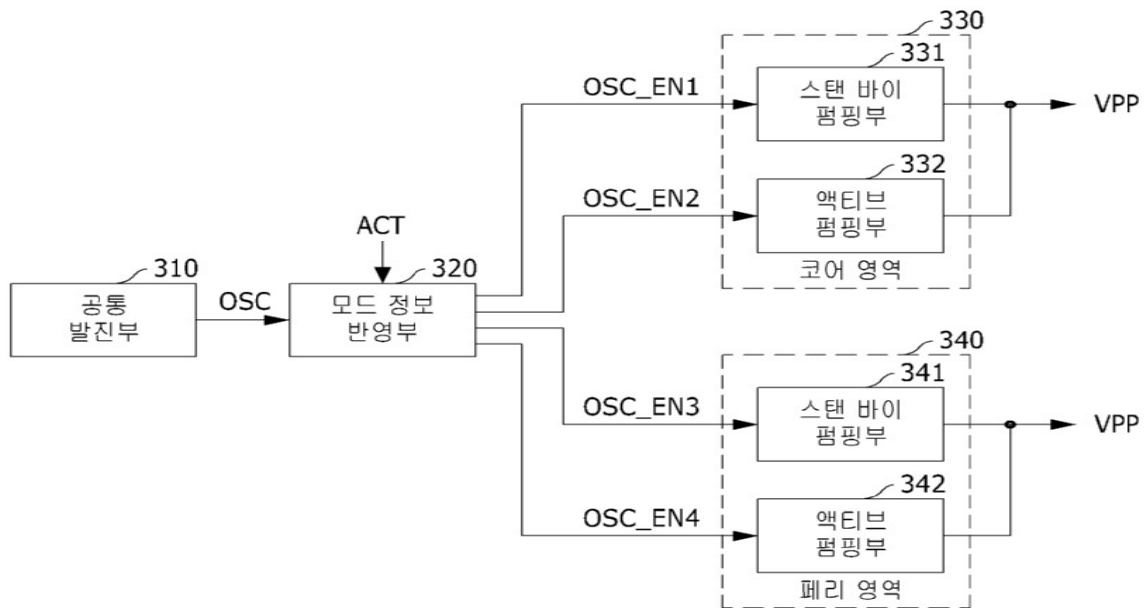 330
331
OSC_EN1
스탠 바이
펌핑부
VPP
332
OSC_EN2
액티브
펌핑부
ACT
코어 영역
310
320
공통
발진부
OSC
모드 정보
반영부
340
341
OSC_EN3
스탠 바이
펌핑부
VPP
342
OSC_EN4
액티브
펌핑부
페리 영역